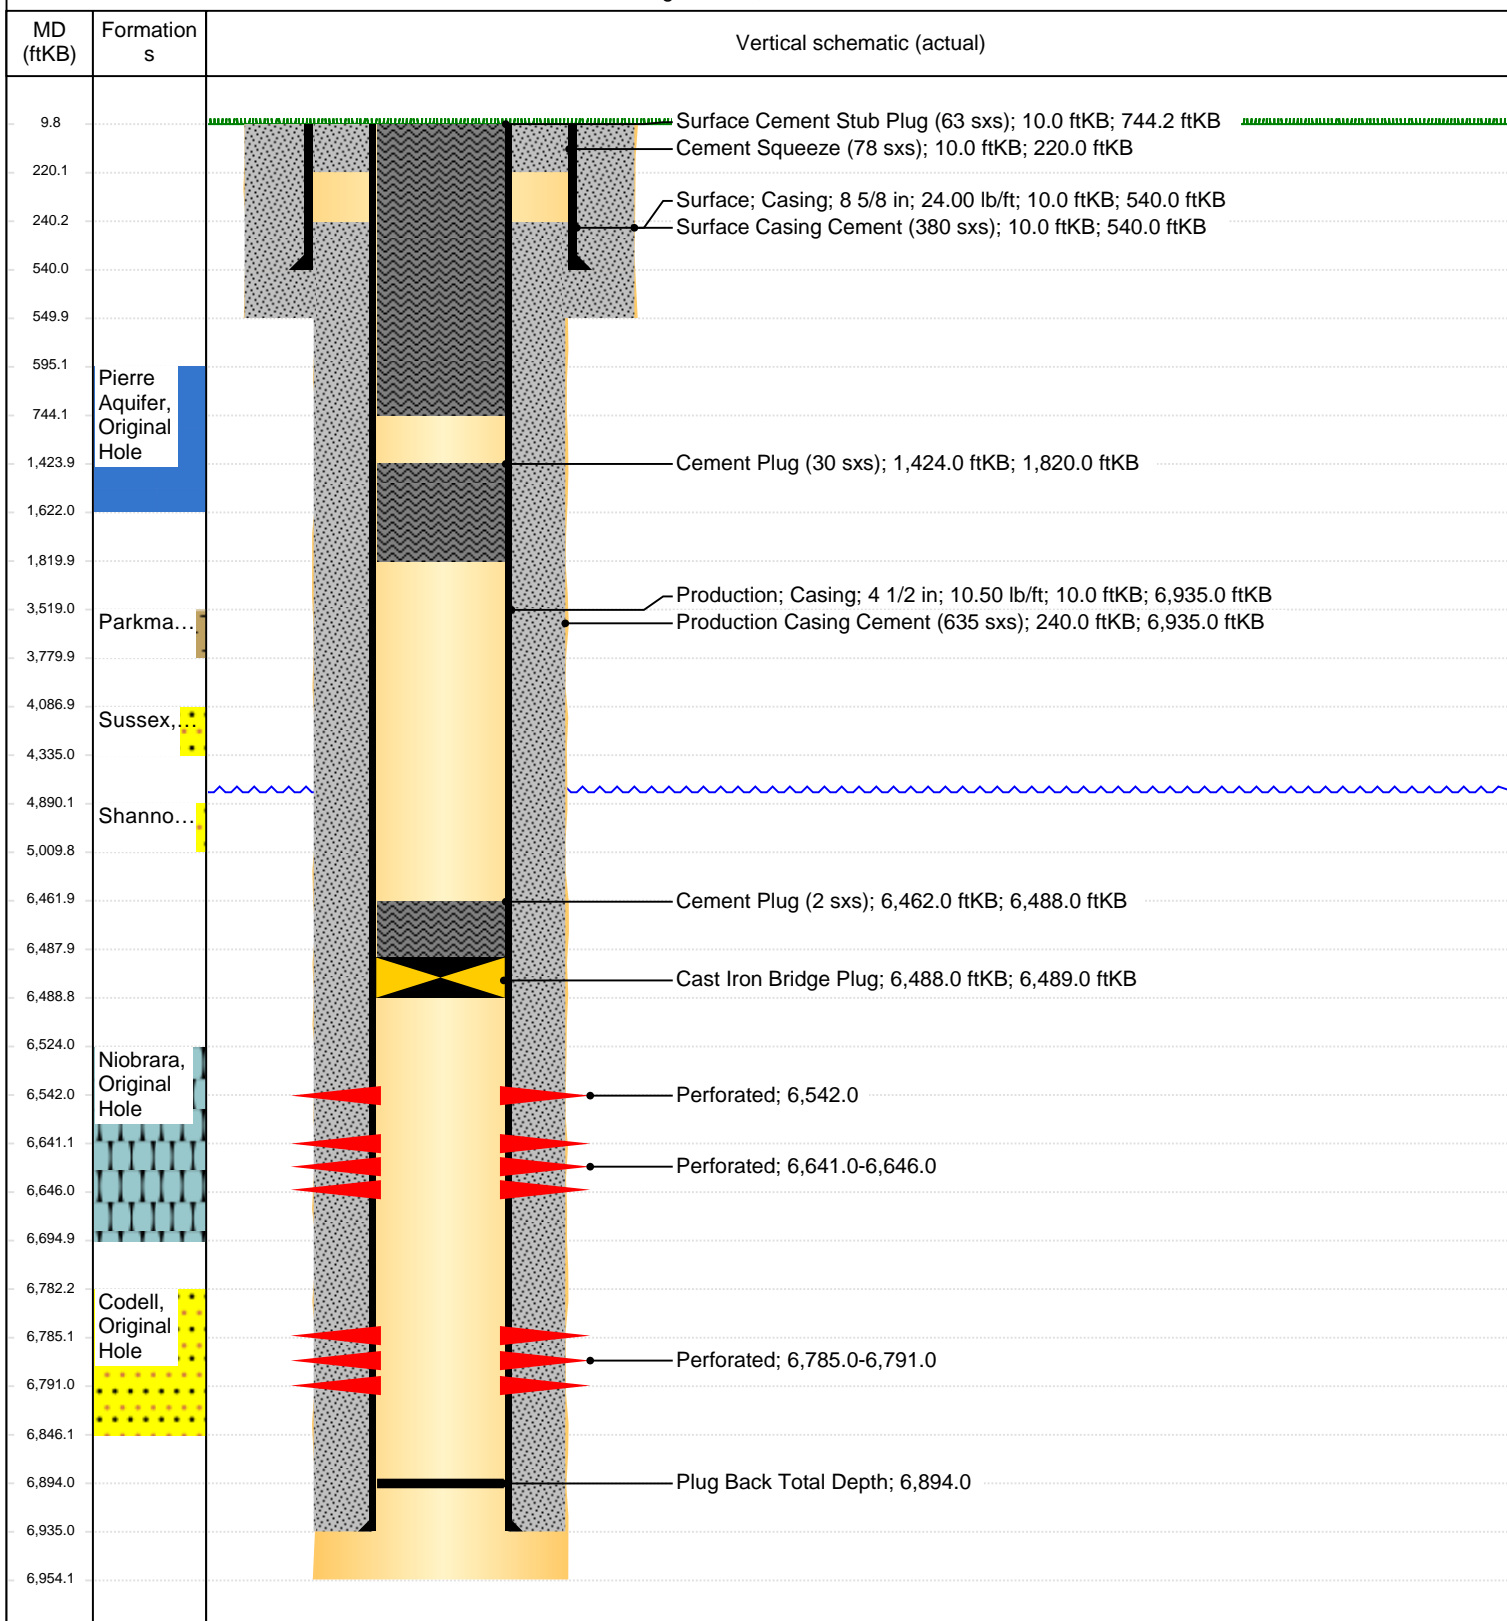 MD
(ftKB)
Formation
s
Vertical schematic (actual)
9.8
Surface Cement Stub Plug (63 sxs); 10.0 ftKB; 744.2 ftKB
Cement Squeeze (78 sxs); 10.0 ftKB; 220.0 ftKB
220.1
Surface; Casing; 8 5/8 in; 24.00 lb/ft; 10.0 ftKB; 540.0 ftKB
240.2
Surface Casing Cement (380 sxs); 10.0 ftKB; 540.0 ftKB
540.0
549.9
595.1
Pierre
Aquifer,
Original
Hole
744.1
1,423.9
Cement Plug (30 sxs); 1,424.0 ftKB; 1,820.0 ftKB
1,622.0
1,819.9
Production; Casing; 4 1/2 in; 10.50 lb/ft; 10.0 ftKB; 6,935.0 ftKB
3,519.0
Parkma...
Production Casing Cement (635 sxs); 240.0 ftKB; 6,935.0 ftKB
3,779.9
4,086.9
Sussex,...
4,335.0
4,890.1
Shanno...
5,009.8
6,461.9
Cement Plug (2 sxs); 6,462.0 ftKB; 6,488.0 ftKB
6,487.9
Cast Iron Bridge Plug; 6,488.0 ftKB; 6,489.0 ftKB
6,488.8
6,524.0
Niobrara,
Original
Hole
6,542.0
Perforated; 6,542.0
6,641.1
Perforated; 6,641.0-6,646.0
6,646.0
6,694.9
6,782.2
Codell,
Original
Hole
6,785.1
Perforated; 6,785.0-6,791.0
6,791.0
6,846.1
6,894.0
Plug Back Total Depth; 6,894.0
6,935.0
6,954.1